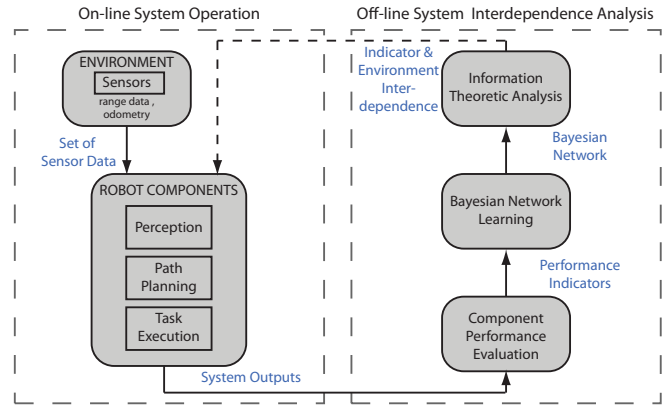 On-line System Operation
Off-line System Interdependence Analysis
ENVIRONMENT
Sensors
range data ,
odometry
Set of
Sensor Data
ROBOT COMPONENTS
Perception
Path
Planning
Task
Execution
System Outputs
Indicator &
Environment
Inter-
dependence
Information
Theoretic Analysis
Bayesian
Network
Bayesian Network
Learning
Performance
Indicators
Component
Performance
Evaluation